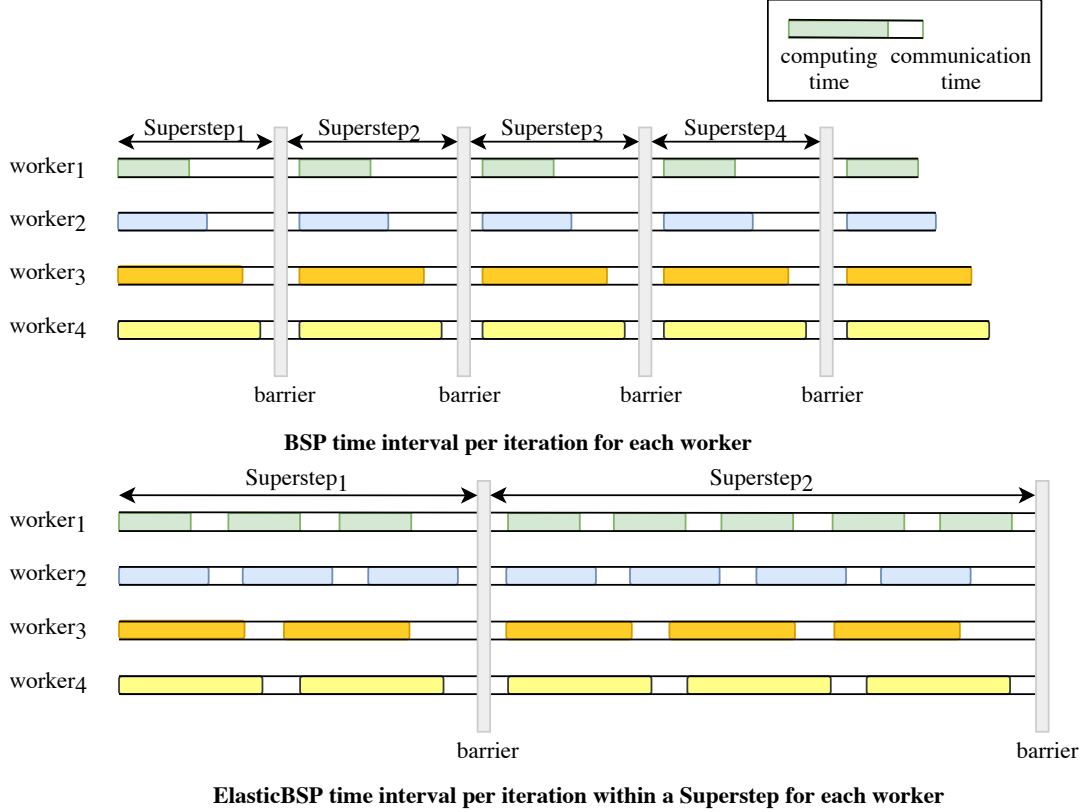 computing communication
time time
Superstep1 Superstep2 Superstep3 Superstep4
worker1
worker2
worker3
worker4
barrier barrier barrier barrier
BSP time interval per iteration for each worker
Superstep1 Superstep2
worker1
worker2
worker3
worker4
barrier barrier
ElasticBSP time interval per iteration within a Superstep for each worker